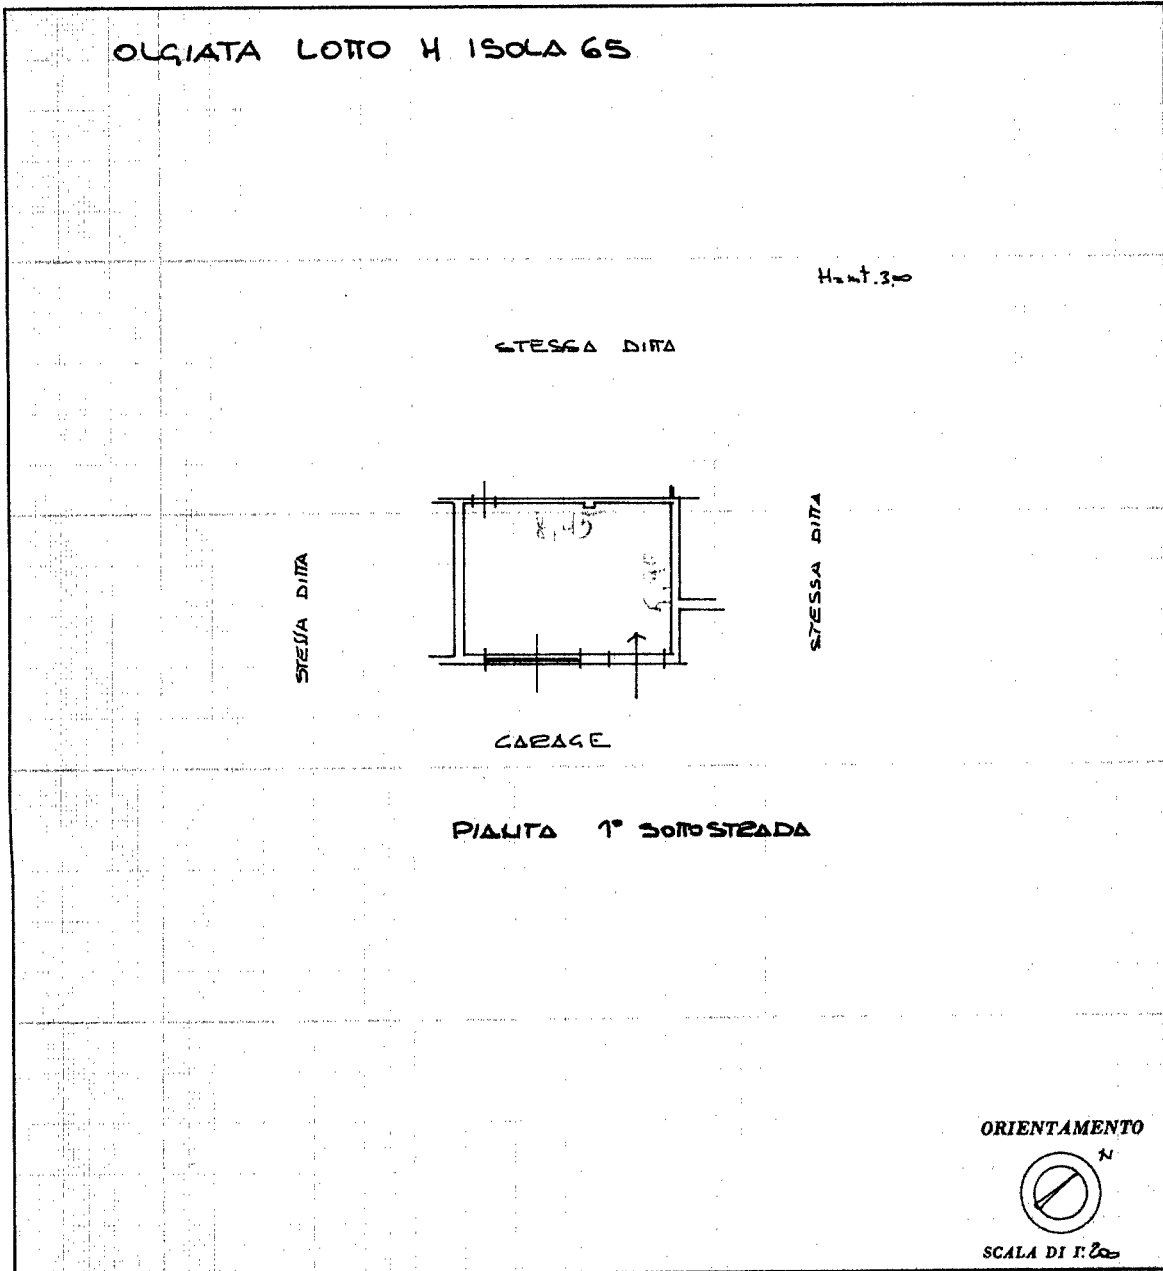 OLGIATA LOTTO H ISOLA 65
H=mt.3,00
STESSA DITTA
STESSA DITTA
STESSA DITTA
GARAGE
PIANTA 1° SOTTOSTRADA
ORIENTAMENTO
N
SCALA DI 1:200